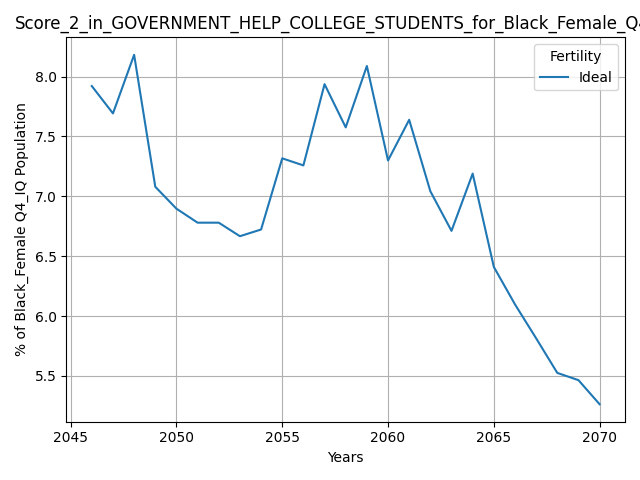 Score_2_in_GOVERNMENT_HELP_COLLEGE_STUDENTS_for_Black_Female_Q4
Fertility
Ideal
% of Black_Female Q4_IQ Population
8.0
7.5
7.0
6.5
6.0
5.5
2045 2050 2055 2060 2065 2070
Years